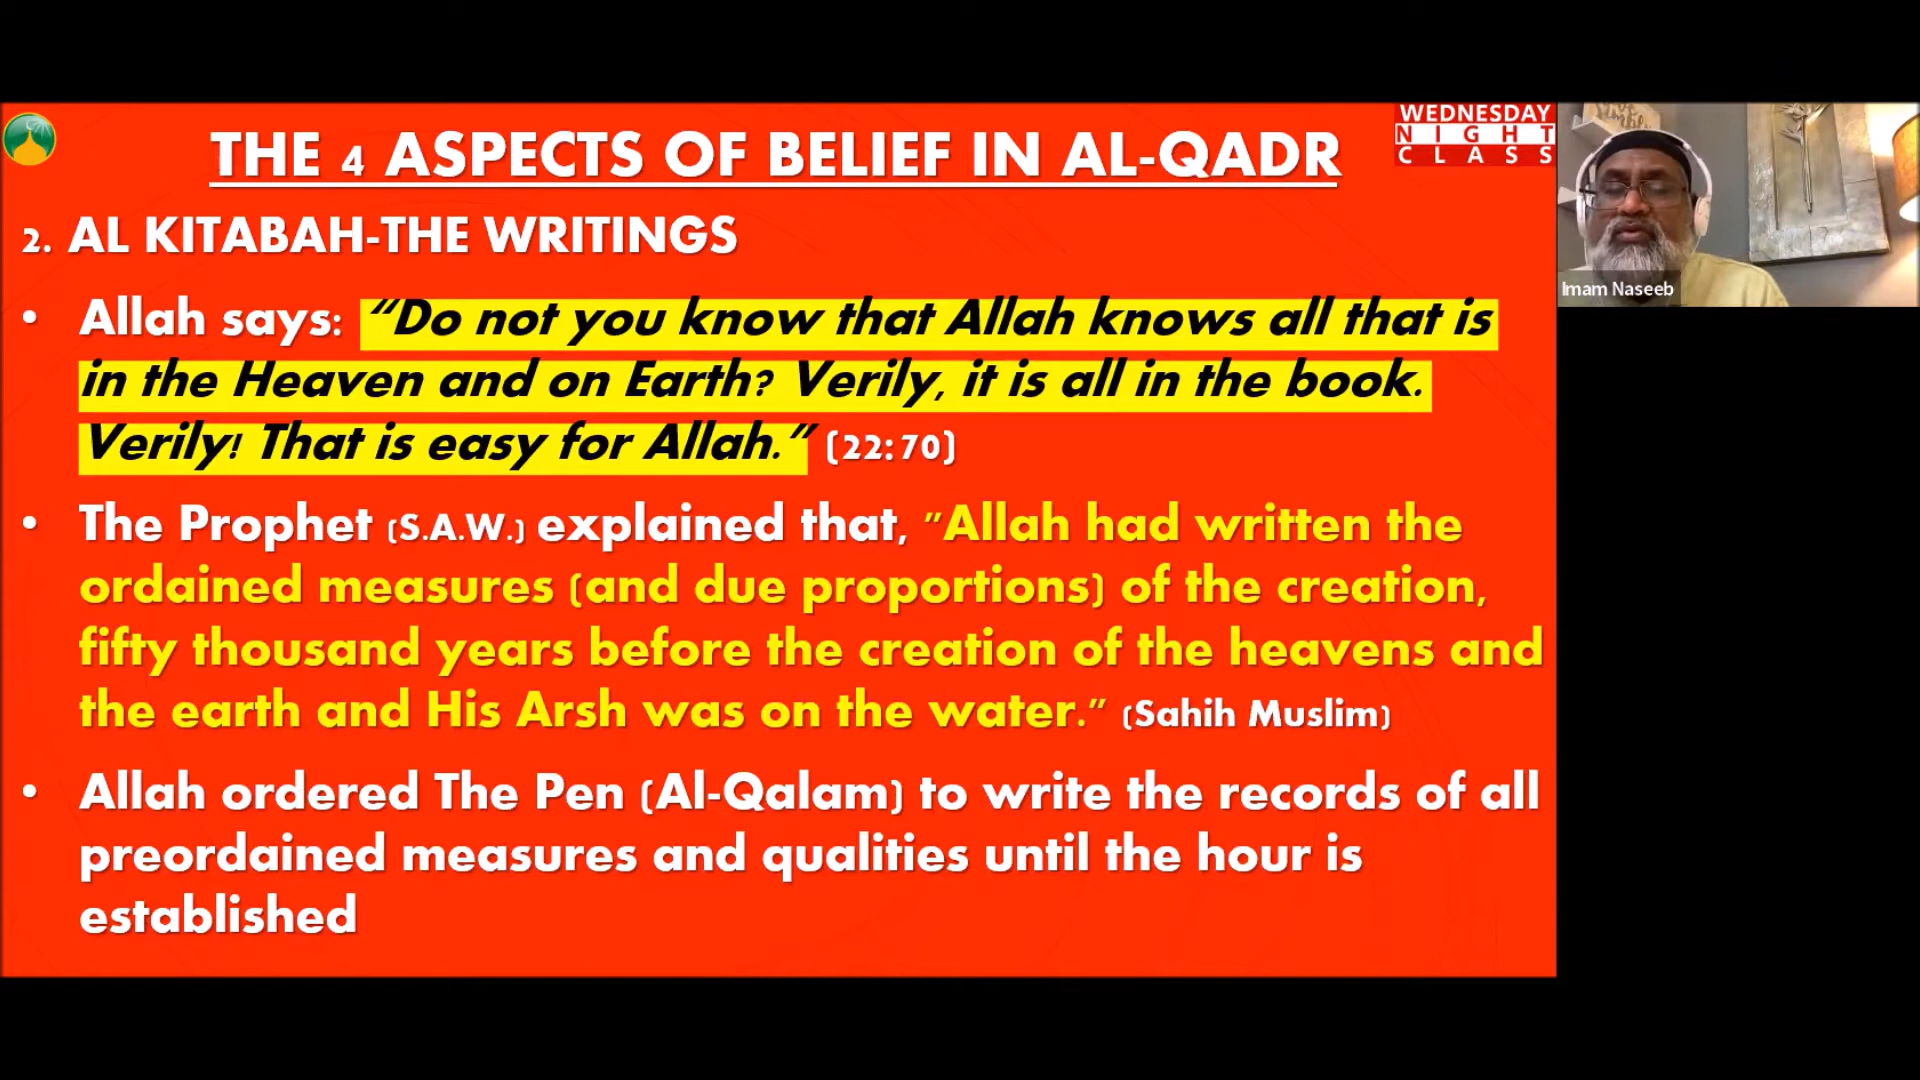 THE 4 ASPECTS OF BELIEF IN AL-QADR
WEDNESDAY
NIGHT
CLASS
2. AL KITABAH-THE WRITINGS
• Allah says: “Do not you know that Allah knows all that is
in the Heaven and on Earth? Verily, it is all in the book.
Verily! That is easy for Allah.” (22:70)
• The Prophet (S.A.W.) explained that, "Allah had written the
ordained measures (and due proportions) of the creation,
fifty thousand years before the creation of the heavens and
the earth and His Arsh was on the water." (Sahih Muslim)
• Allah ordered The Pen (Al-Qalam) to write the records of all
preordained measures and qualities until the hour is
established
Imam Naseeb